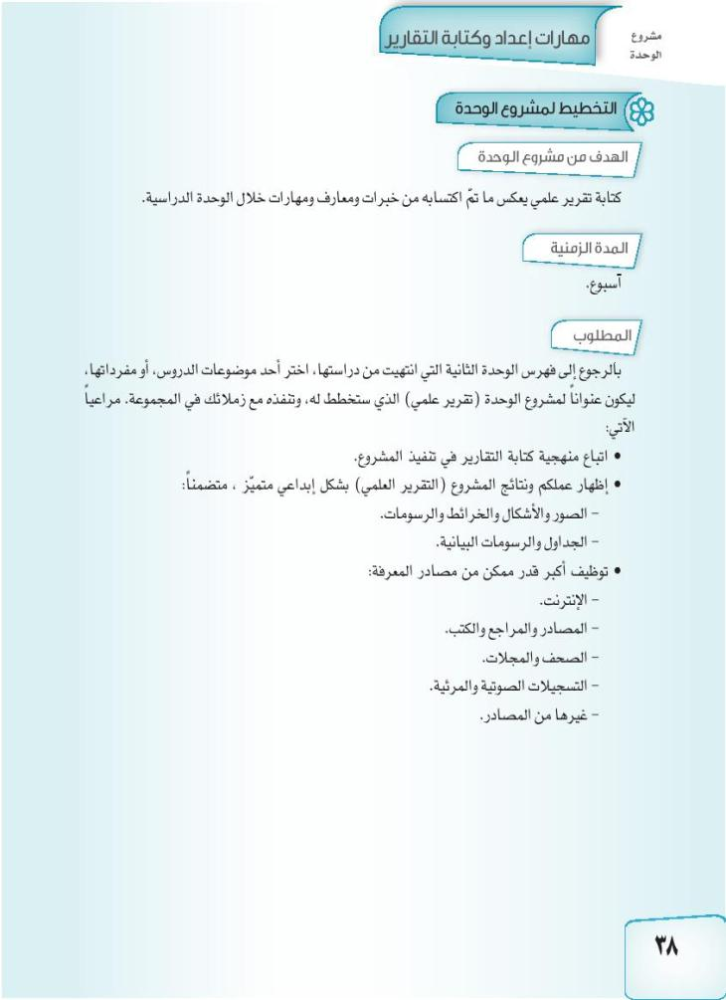 مشروع
الوحدة
مهارات إعداد وكتابة التقارير
التخطيط لمشروع الوحدة
الهدف من مشروع الوحدة
كتابة تقرير علمي يعكس ما تمّ اكتسابه من خبرات ومعارف ومهارات خلال الوحدة الدراسية.
المدة الزمنية
آسبوع.
المطلوب
بالرجوع إلى فهرس الوحدة الثانية التي انتهيت من دراستها، اختر أحد موضوعات الدروس، أو مفرداتها،
ليكون عنواناً لمشروع الوحدة (تقرير علمي) الذي ستخطط له، وتنفذه مع زملائك في المجموعة. مراعياً
الآتي:
• اتباع منهجية كتابة التقارير في تنفيذ المشروع.
• إظهار عملكم ونتائج المشروع (التقرير العلمي) بشكل إبداعي متميّز ، متضمناً:
– الصور والأشكال والخرائط والرسومات.
– الجداول والرسومات البيانية.
• توظيف أكبر قدر ممكن من مصادر المعرفة:
– الإنترنت.
– المصادر والمراجع والكتب.
– الصحف والمجلات.
– التسجيلات الصوتية والمرئية.
– غيرها من المصادر.
٣٨